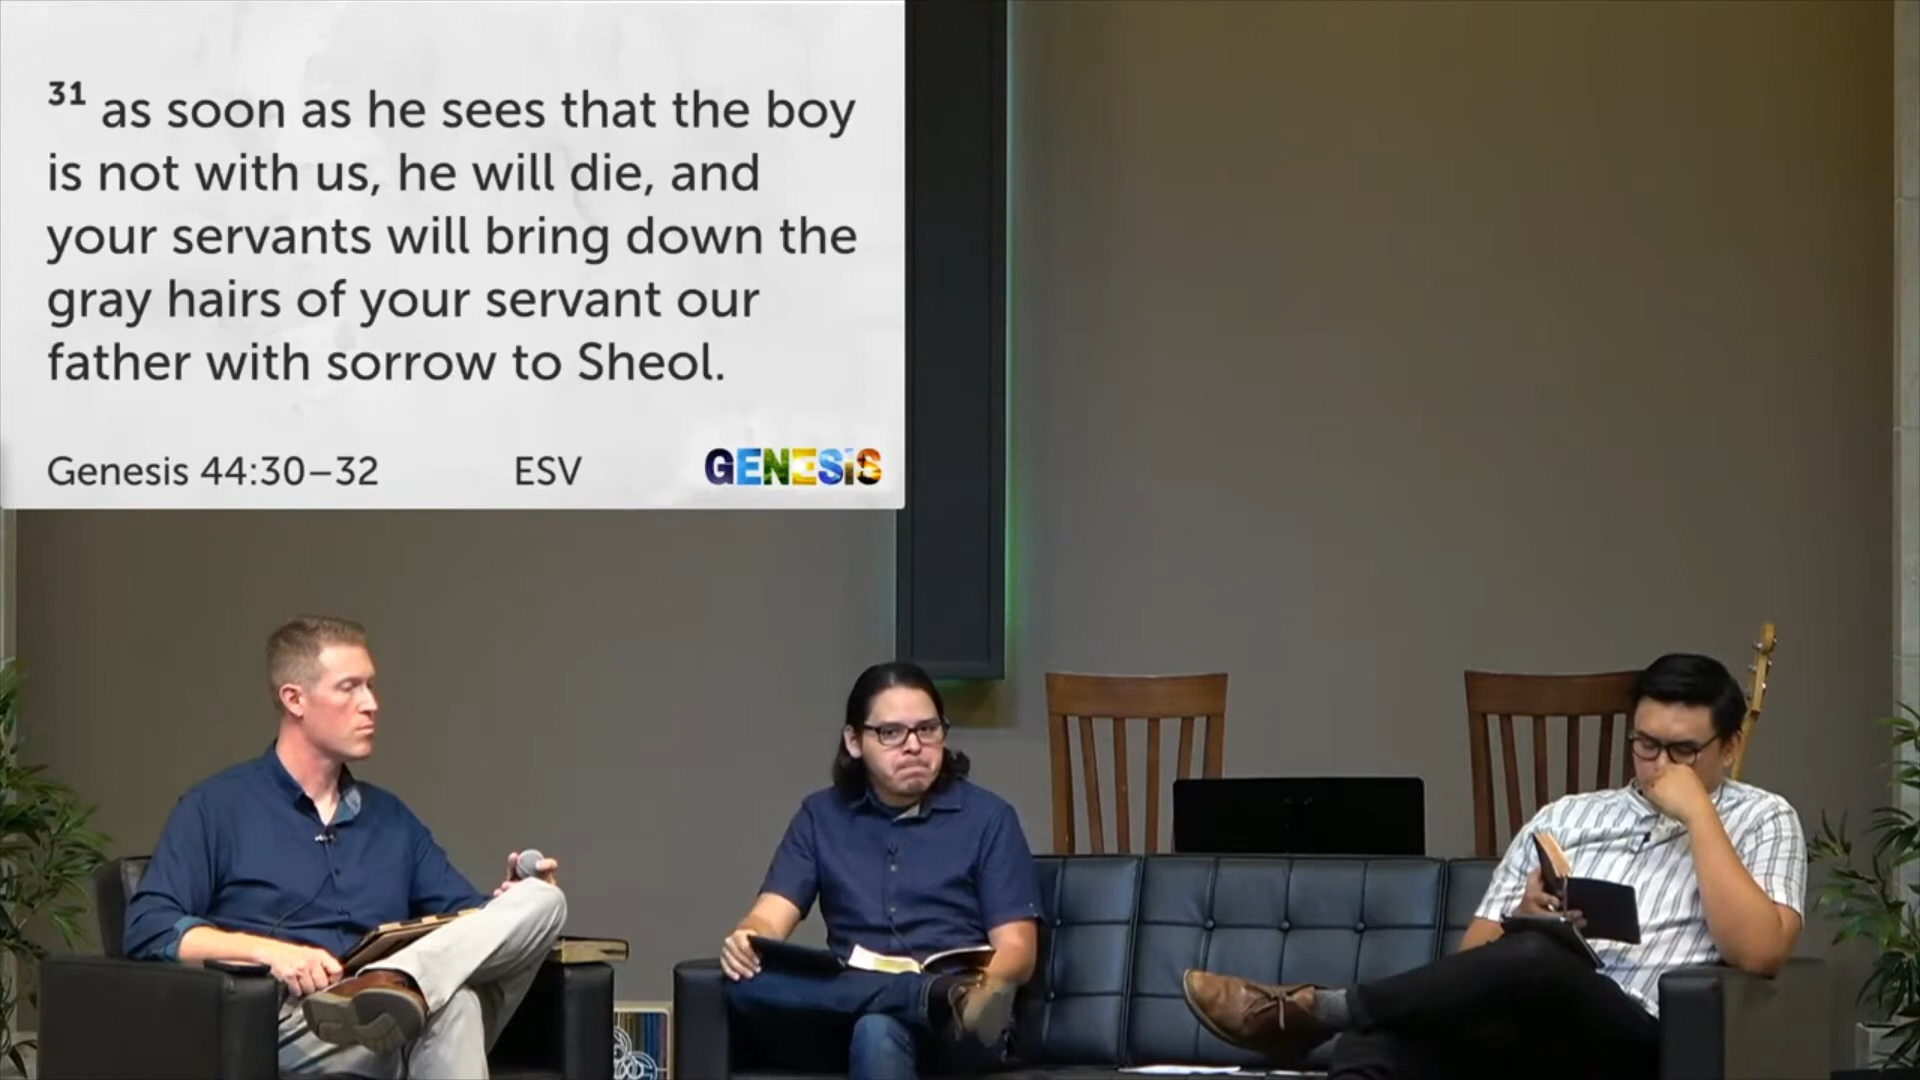 31 as soon as he sees that the boy
is not with us, he will die, and
your servants will bring down the
gray hairs of your servant our
father with sorrow to Sheol.
Genesis 44:30–32 ESV GENESiS